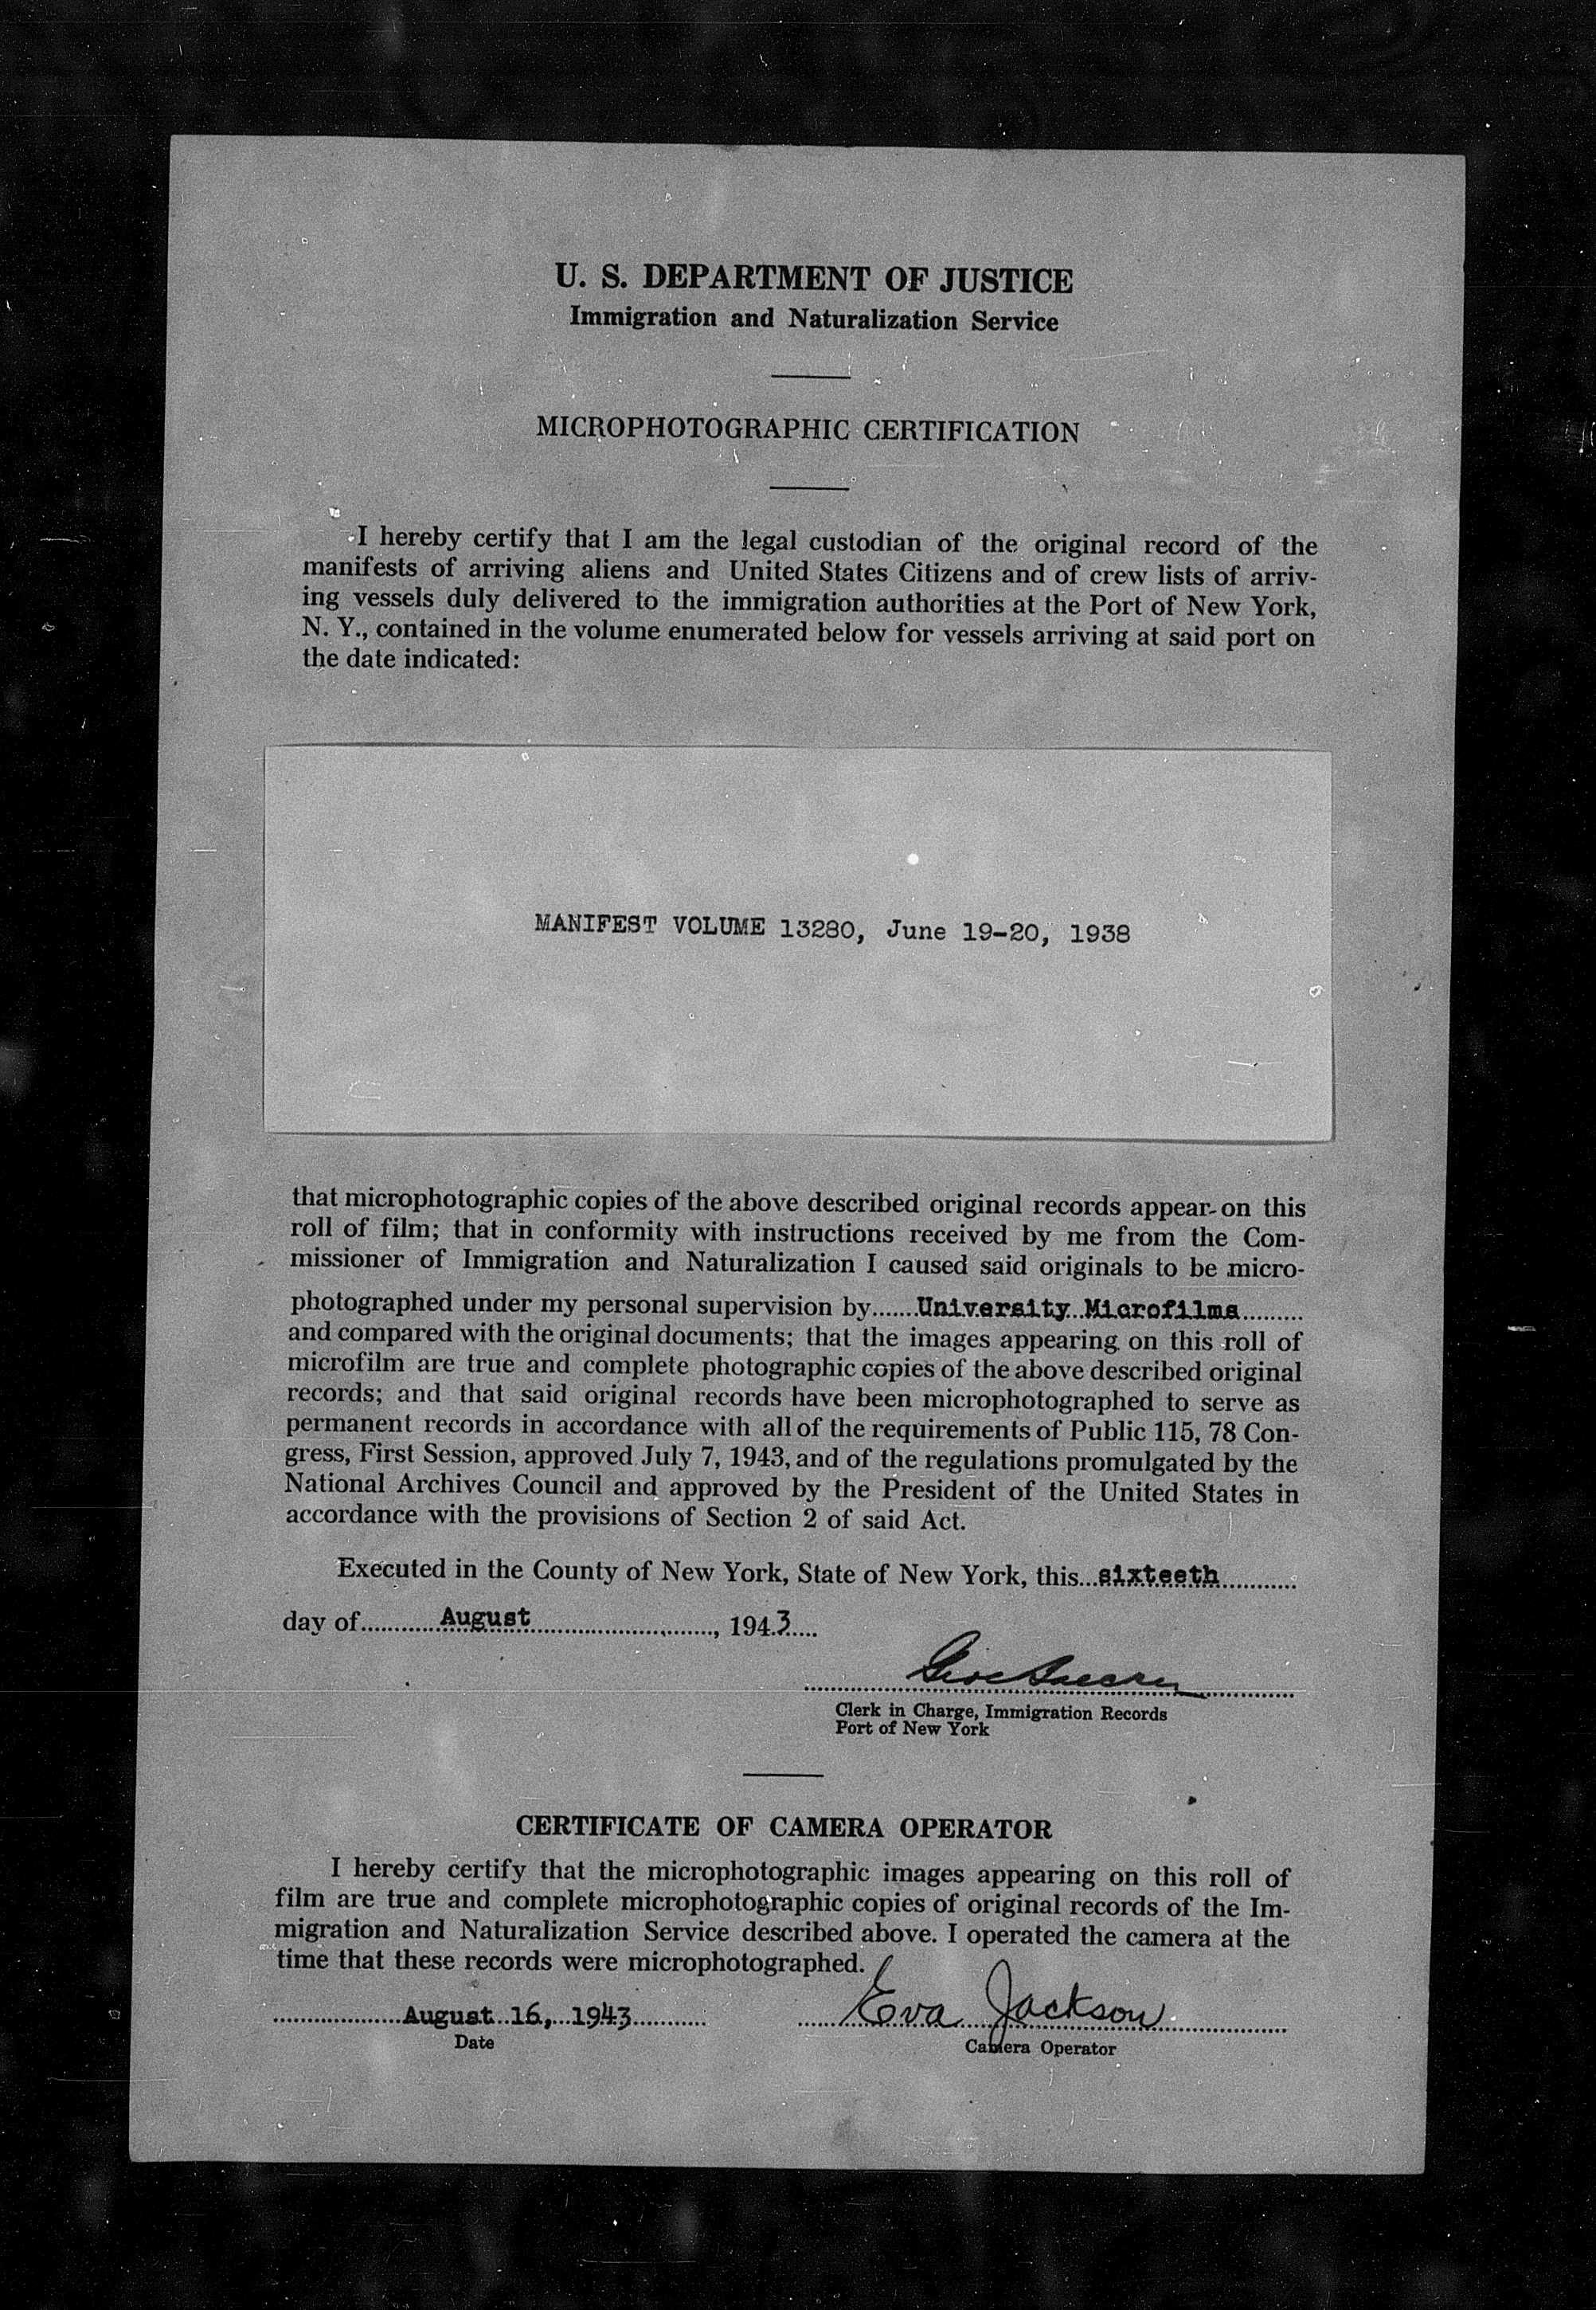 U. S. DEPARTMENT OF JUSTICE
Immigration and Naturalization Service
MICROPHOTOGRAPHIC CERTIFICATION
I hereby certify that I am the legal custodian of the original record of the
manifests of arriving aliens and United States Citizens and of crew lists of arriv-
ing vessels duly delivered to the immigration authorities at the Port of New York,
N. Y., contained in the volume enumerated below for vessels arriving at said port on
the date indicated:
MANIFEST VOLUME 13280, June 19-20, 1938
that microphotographic copies of the above described original records appear on this
roll of film; that in conformity with instructions received by me from the Com-
missioner of Immigration and Naturalization I caused said originals to be micro-
photographed under my personal supervision by University Microfilms
and compared with the original documents; that the images appearing on this roll of
microfilm are true and complete photographic copies of the above described original
records; and that said original records have been microphotographed to serve as
permanent records in accordance with all of the requirements of Public 115, 78 Con-
gress, First Session, approved July 7, 1943, and of the regulations promulgated by the
National Archives Council and approved by the President of the United States in
accordance with the provisions of Section 2 of said Act.
Executed in the County of New York, State of New York, this sixteeth
day of August, 1943
Clerk in Charge, Immigration Records
Port of New York
CERTIFICATE OF CAMERA OPERATOR
I hereby certify that the microphotographic images appearing on this roll of
film are true and complete microphotographic copies of original records of the Im-
migration and Naturalization Service described above. I operated the camera at the
time that these records were microphotographed.
August 16, 1943 Eva Jackson
Date Camera Operator